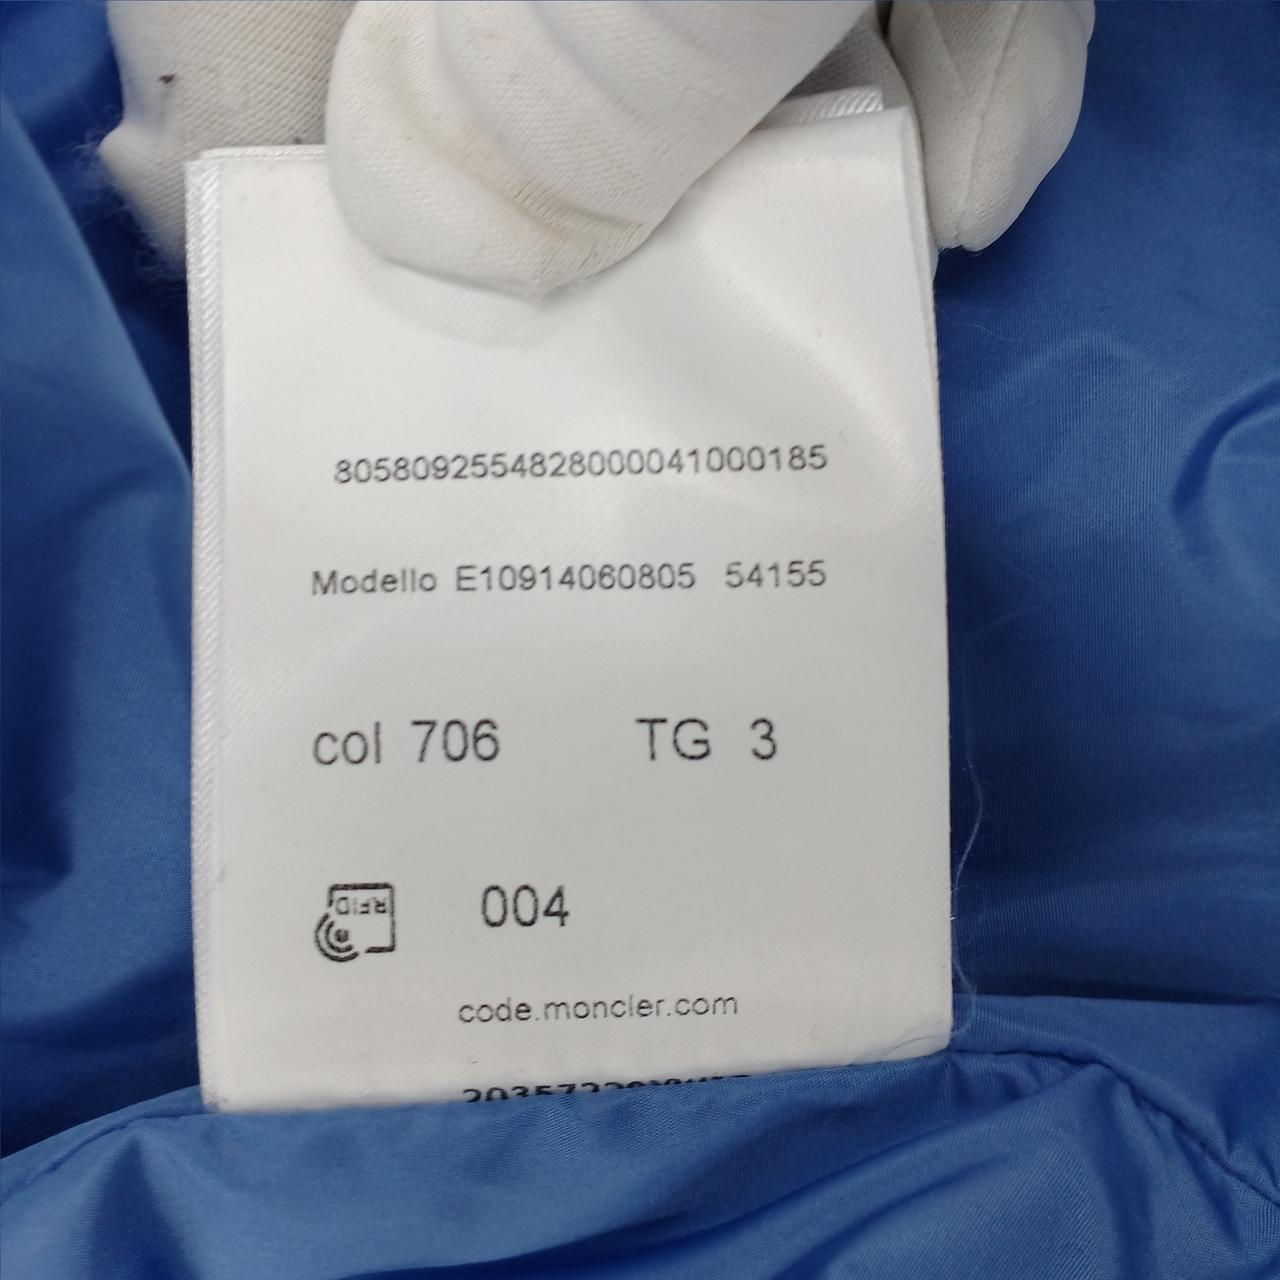 8058092554828000041000185
Modello E10914060805 54155
col 706 TG 3
RFID
004
code.moncler.com